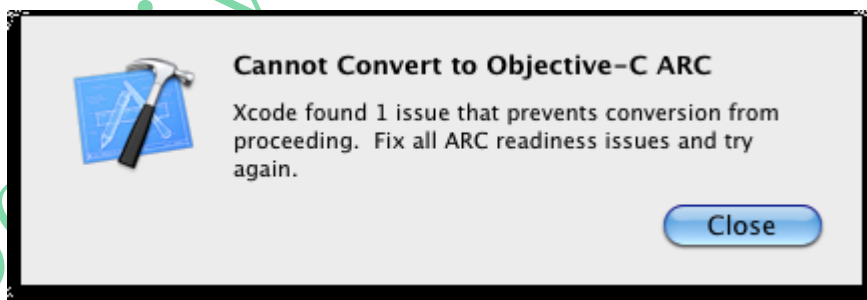 Cannot Convert to Objective-C ARC
Xcode found 1 issue that prevents conversion from
proceeding.  Fix all ARC readiness issues and try
again.
Close